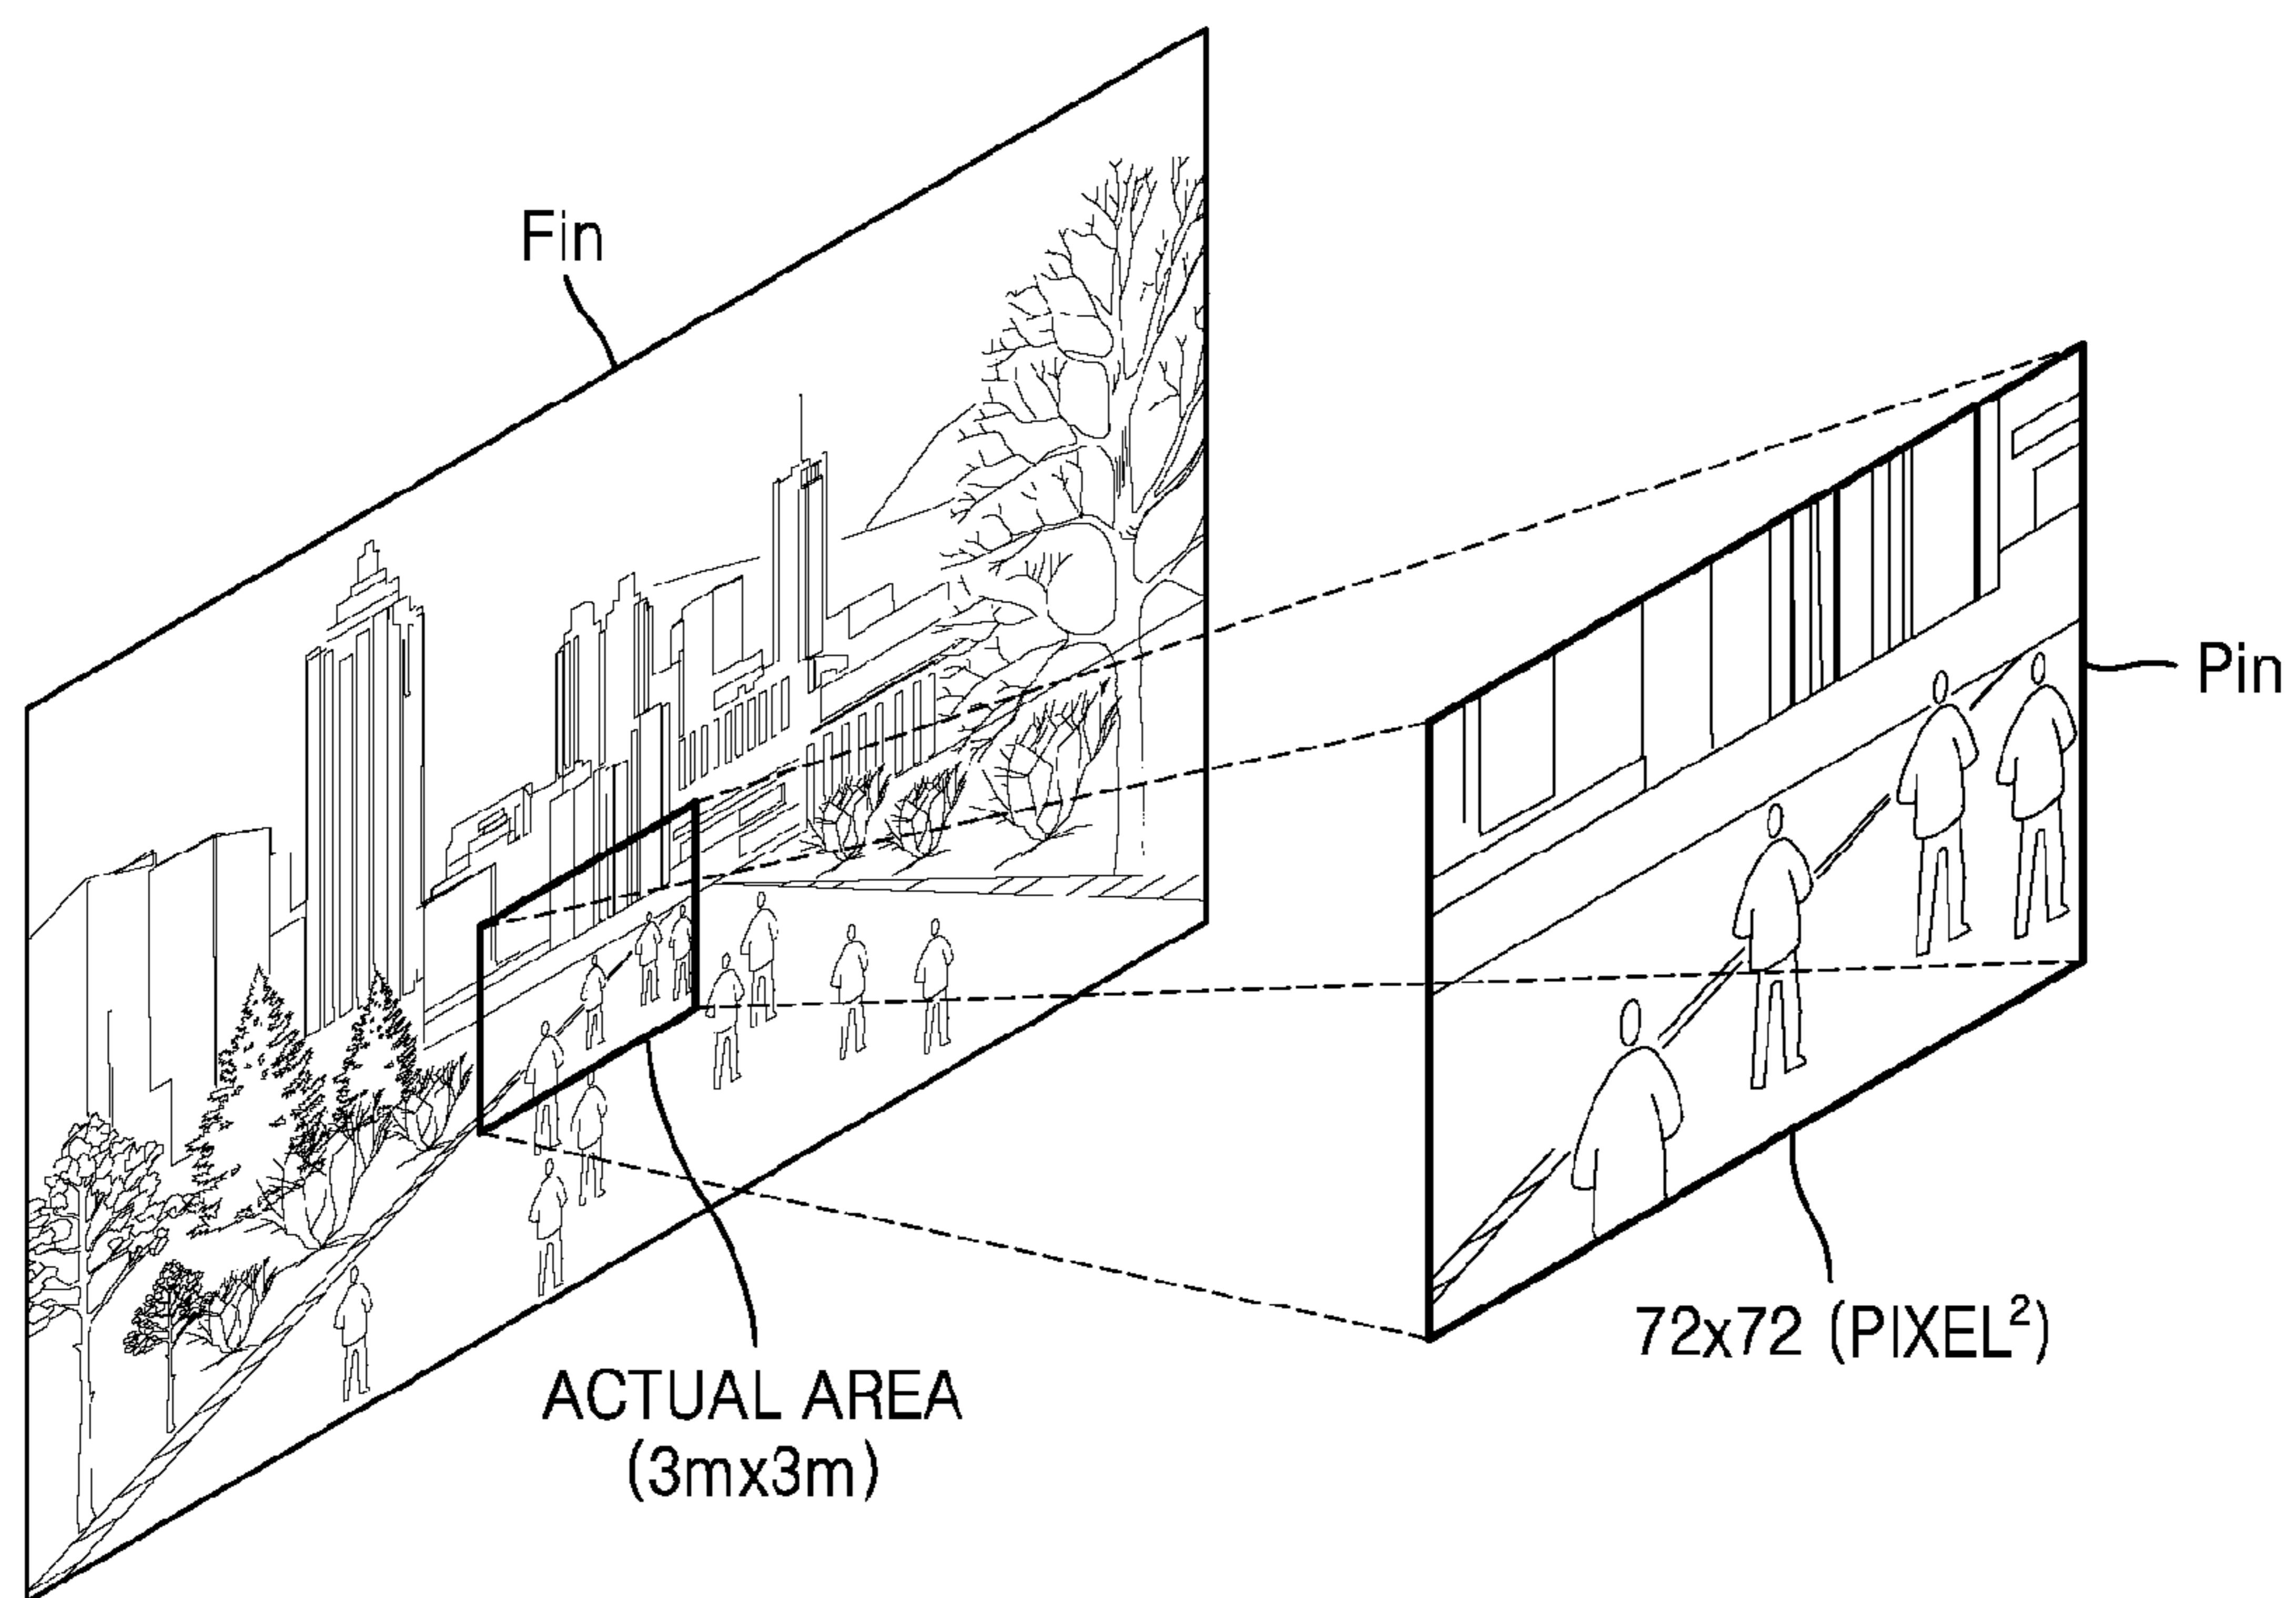 Fin
Pin
72x72 (PIXEL²)
ACTUAL AREA
(3mx3m)